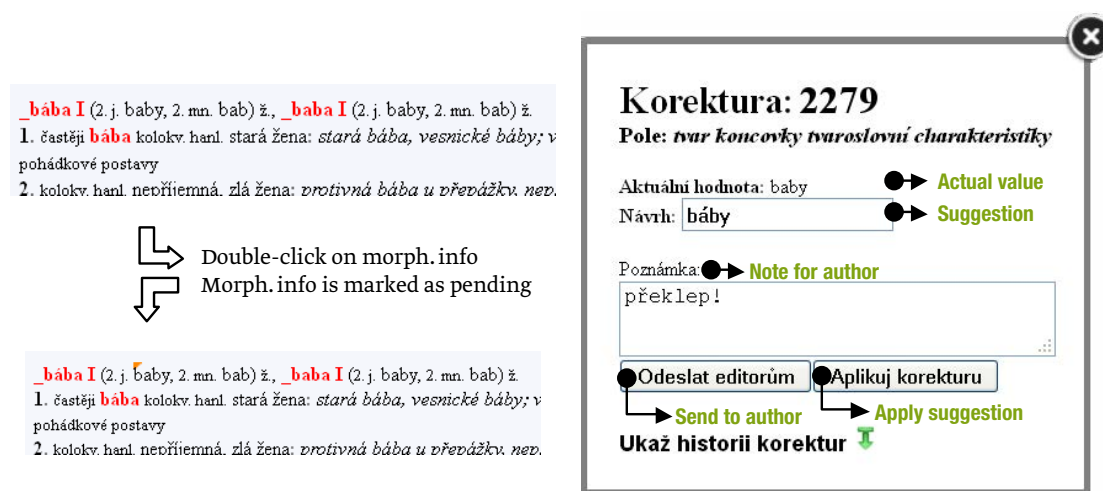 _bába I (2. j. baby, 2. mn. bab) ž., _baba I (2. j. baby, 2. mn. bab) ž.
1. častěji bába kolokv. hanl. stará žena: stará bába, vesnické báby; v
pohádkové postavy
2. kolokv. hanl. nepříjemná, zlá žena: protivná bába u přepážky, nep.
Double-click on morph.info
Morph.info is marked as pending
_bába I (2. j. baby, 2. mn. bab) ž., _baba I (2. j. baby, 2. mn. bab) ž.
1. častěji bába kolokv. hanl. stará žena: stará bába, vesnické báby; v
pohádkové postavy
2. kolokv. hanl. nepříjemná, zlá žena: protivná bába u přepážky, nep.
Korektura: 2279
Pole: tvar koncovky tvaroslovní charakteristiky
Aktuální hodnota: baby Actual value
Návrh: báby Suggestion
Poznámka: Note for author
překlep!
Odeslat editorům Aplikuj korekturu
Send to author Apply suggestion
Ukaž historii korektur